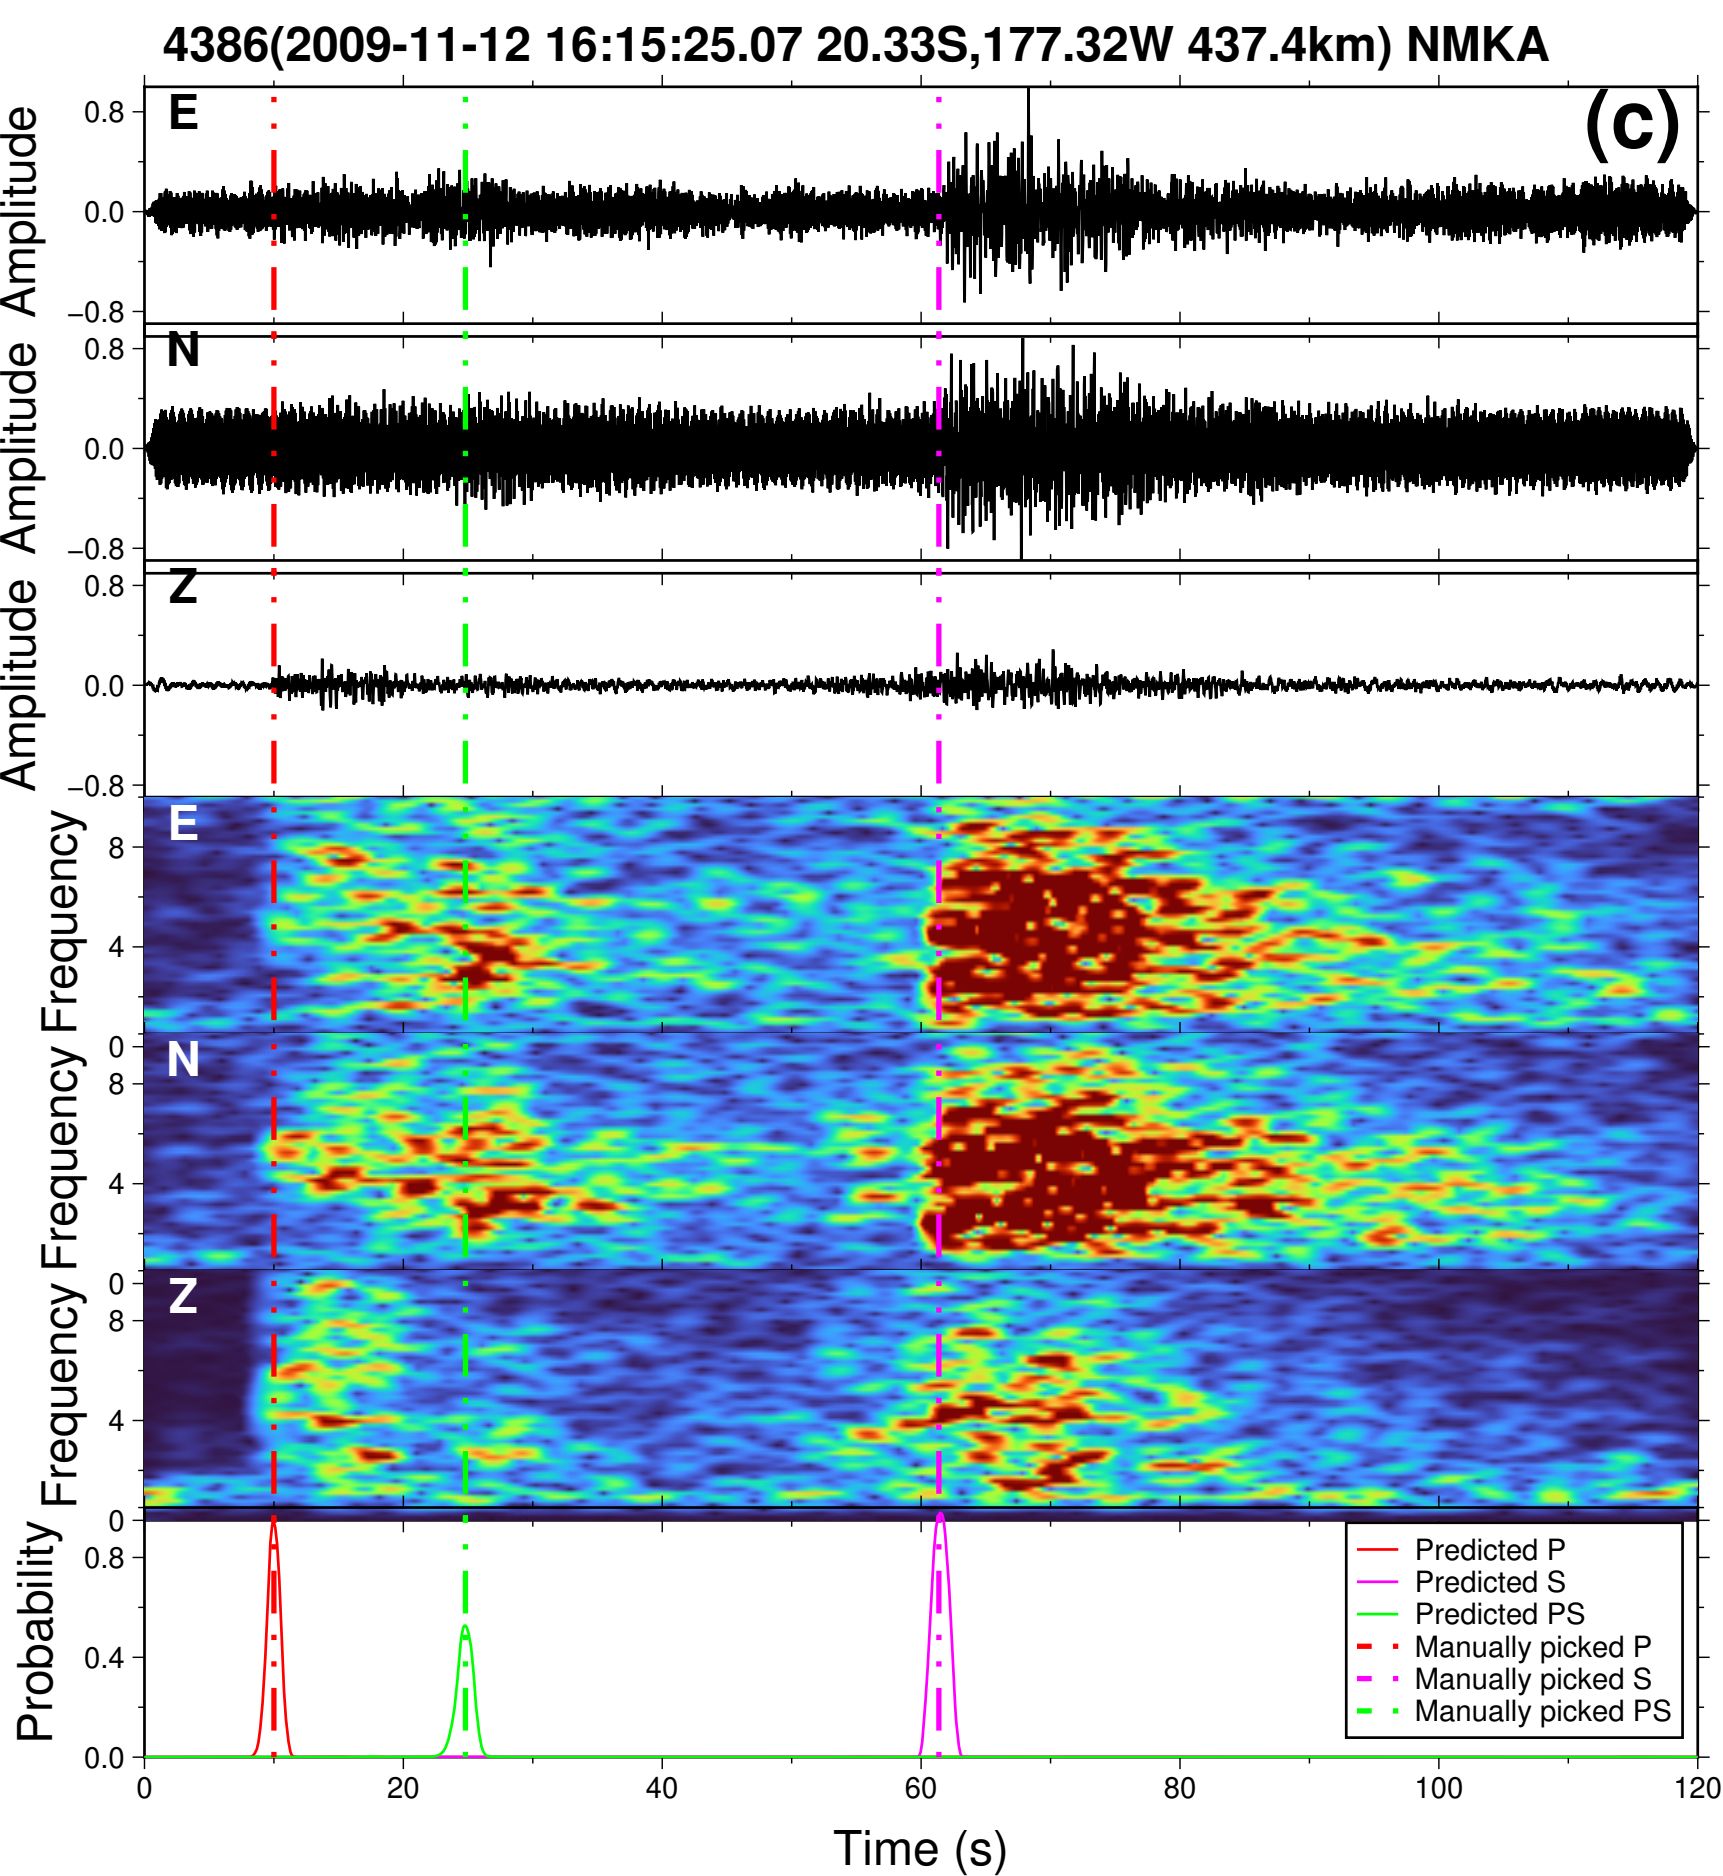 4386(2009-11-12 16:15:25.07 20.33S,177.32W 437.4km) NMKA
(c)
E
Amplitude
0.8
0.0
−0.8
N
Amplitude
0.8
0.0
−0.8
Z
Amplitude
0.8
0.0
−0.8
E
Frequency
8
4
0
N
Frequency
8
4
0
Z
Frequency
8
4
0
Probability
0.8
0.4
0.0
Predicted P
Predicted S
Predicted PS
Manually picked P
Manually picked S
Manually picked PS
0 20 40 60 80 100 120
Time (s)